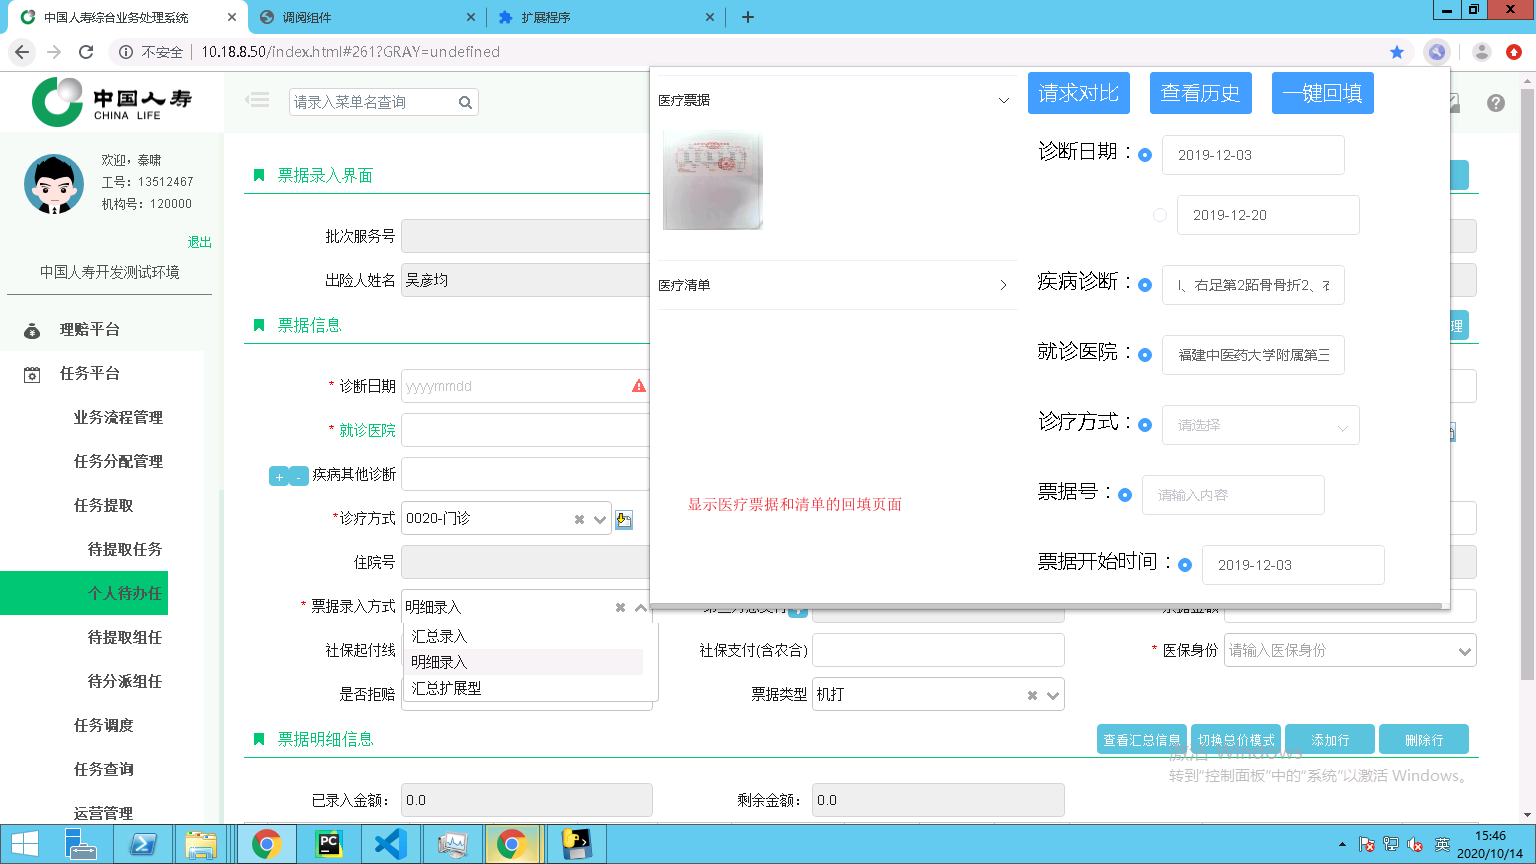 中国人寿综合业务处理系统
调阅组件
扩展程序
不安全
10.18.8.50/index.html#261?GRAY=undefined
中国人寿
CHINA LIFE
请录入菜单名查询
欢迎，秦啸
工号：13512467
机构号：120000
退出
中国人寿开发测试环境
理赔平台
任务平台
业务流程管理
任务分配管理
任务提取
待提取任务
个人待办任
待提取组任
待分派组任
任务调度
任务查询
运营管理
票据录入界面
批次服务号
出险人姓名
吴彦均
票据信息
理
* 诊断日期
yyyymmdd
* 就诊医院
+ - 疾病其他诊断
*诊疗方式
0020-门诊
住院号
* 票据录入方式
明细录入
汇总录入
明细录入
汇总扩展型
社保起付线
社保支付(含农合)
* 医保身份
请输入医保身份
是否拒赔
票据类型
机打
票据明细信息
查看汇总信息
切换总价模式
添加行
删除行
已录入金额：
0.0
剩余金额：
0.0
医疗票据
医疗清单
显示医疗票据和清单的回填页面
请求对比
查看历史
一键回填
诊断日期：
2019-12-03
2019-12-20
疾病诊断：
I、右足第2跖骨骨折2、右
就诊医院：
福建中医药大学附属第三
诊疗方式：
请选择
票据号：
请输入内容
票据开始时间：
2019-12-03
激活 Windows
转到"控制面板"中的"系统"以激活 Windows。
PC
英
15:46
2020/10/14